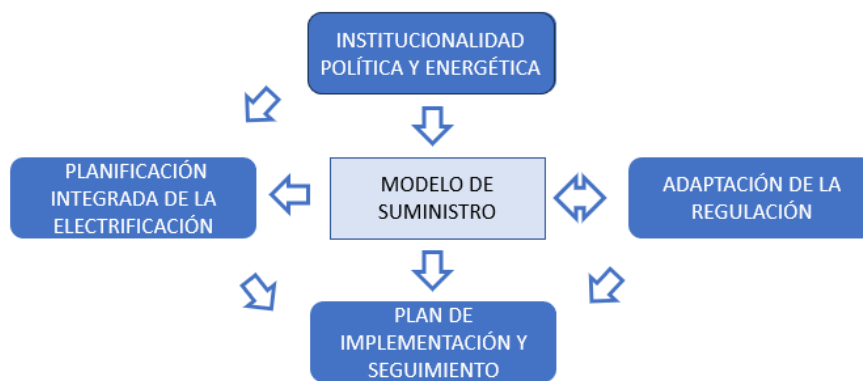 INSTITUCIONALIDAD
POLÍTICA Y ENERGÉTICA
PLANIFICACIÓN
INTEGRADA DE LA
ELECTRIFICACIÓN
MODELO DE
SUMINISTRO
ADAPTACIÓN DE LA
REGULACIÓN
PLAN DE
IMPLEMENTACIÓN Y
SEGUIMIENTO